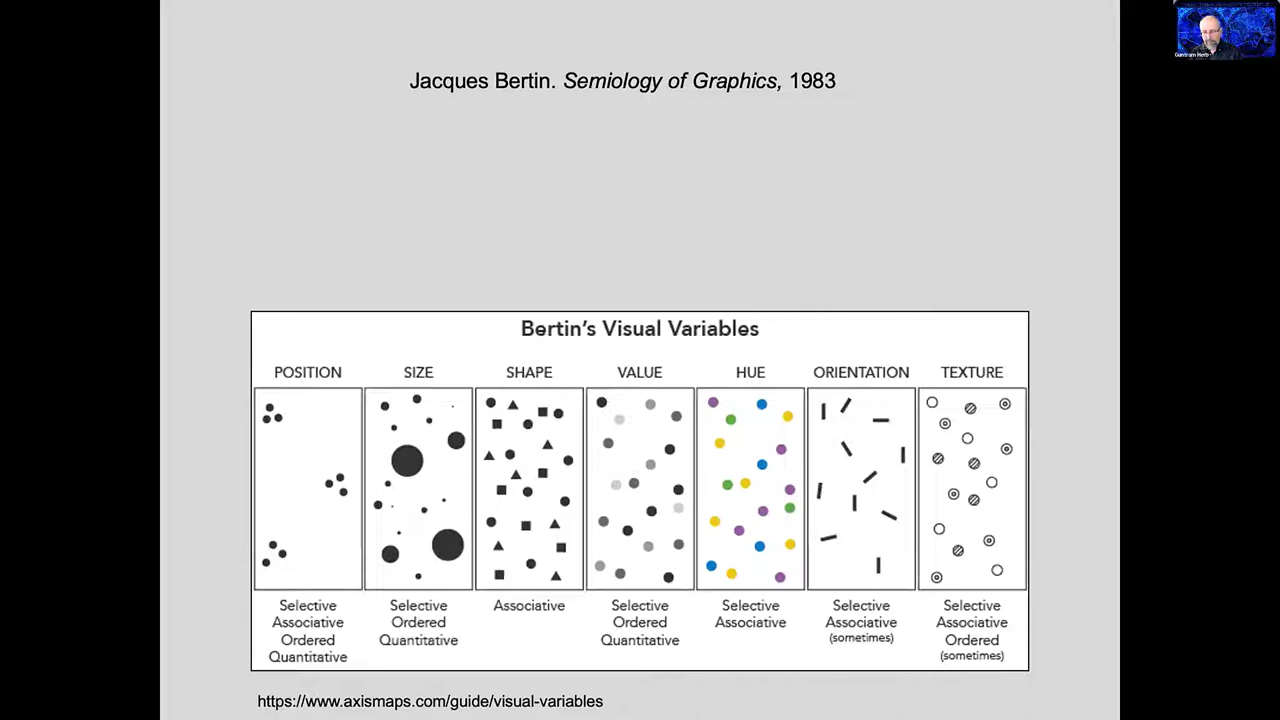 Guntram Herb
Jacques Bertin. Semiology of Graphics, 1983
Bertin's Visual Variables
POSITION SIZE SHAPE VALUE HUE ORIENTATION TEXTURE
Selective Selective Associative Selective Selective Selective Selective
Associative Ordered Ordered Associative Associative Associative
Ordered Quantitative Quantitative (sometimes) Ordered
Quantitative (sometimes)
https://www.axismaps.com/guide/visual-variables